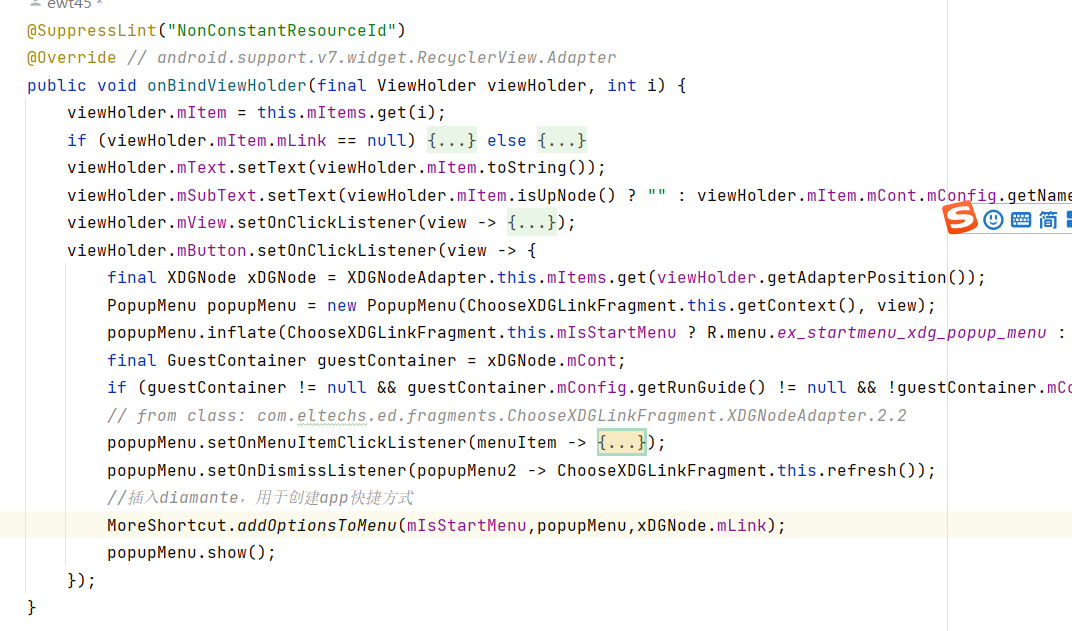 ewt45 *
@SuppressLint("NonConstantResourceId")
@Override // android.support.v7.widget.RecyclerView.Adapter
public void onBindViewHolder(final ViewHolder viewHolder, int i) {
viewHolder.mItem = this.mItems.get(i);
if (viewHolder.mItem.mLink == null) {...} else {...}
viewHolder.mText.setText(viewHolder.mItem.toString());
viewHolder.mSubText.setText(viewHolder.mItem.isUpNode() ? "" : viewHolder.mItem.mCont.mConfig.getName
viewHolder.mView.setOnClickListener(view -> {...});
简
viewHolder.mButton.setOnClickListener(view -> {
final XDGNode xDGNode = XDGNodeAdapter.this.mItems.get(viewHolder.getAdapterPosition());
PopupMenu popupMenu = new PopupMenu(ChooseXDGLinkFragment.this.getContext(), view);
popupMenu.inflate(ChooseXDGLinkFragment.this.mIsStartMenu ? R.menu.ex_startmenu_xdg_popup_menu :
final GuestContainer guestContainer = xDGNode.mCont;
if (guestContainer != null && guestContainer.mConfig.getRunGuide() != null && !guestContainer.mCo
// from class: com.eltechs.ed.fragments.ChooseXDGLinkFragment.XDGNodeAdapter.2.2
popupMenu.setOnMenuItemClickListener(menuItem -> {...});
popupMenu.setOnDismissListener(popupMenu2 -> ChooseXDGLinkFragment.this.refresh());
//插入diamante，用于创建app快捷方式
MoreShortcut.addOptionsToMenu(mIsStartMenu,popupMenu,xDGNode.mLink);
popupMenu.show();
});
}